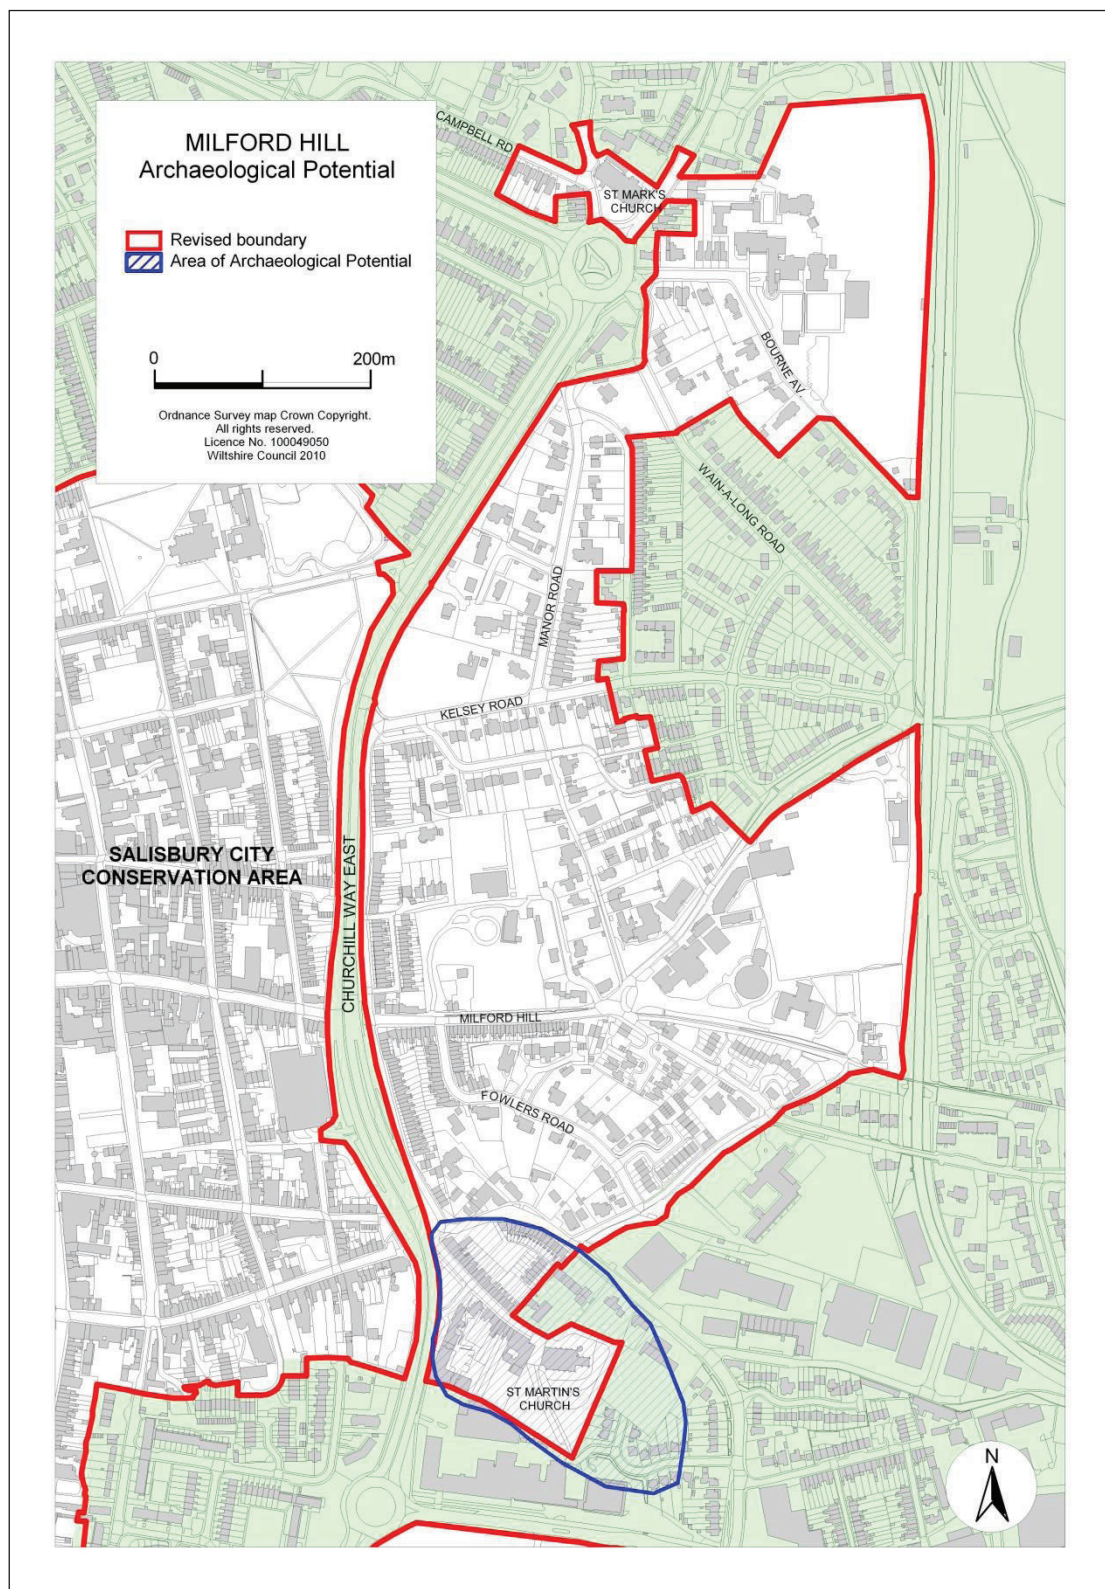 MILFORD HILL
Archaeological Potential
Revised boundary
Area of Archaeological Potential
0 200m
Ordnance Survey map Crown Copyright.
All rights reserved.
Licence No. 100049050
Wiltshire Council 2010
CAMPBELL RD
ST MARK'S
CHURCH
BOURNE AV.
WAIN-A-LONG ROAD
MANOR ROAD
KELSEY ROAD
SALISBURY CITY
CONSERVATION AREA
CHURCHILL WAY EAST
MILFORD HILL
FOWLERS ROAD
ST MARTIN'S
CHURCH
N